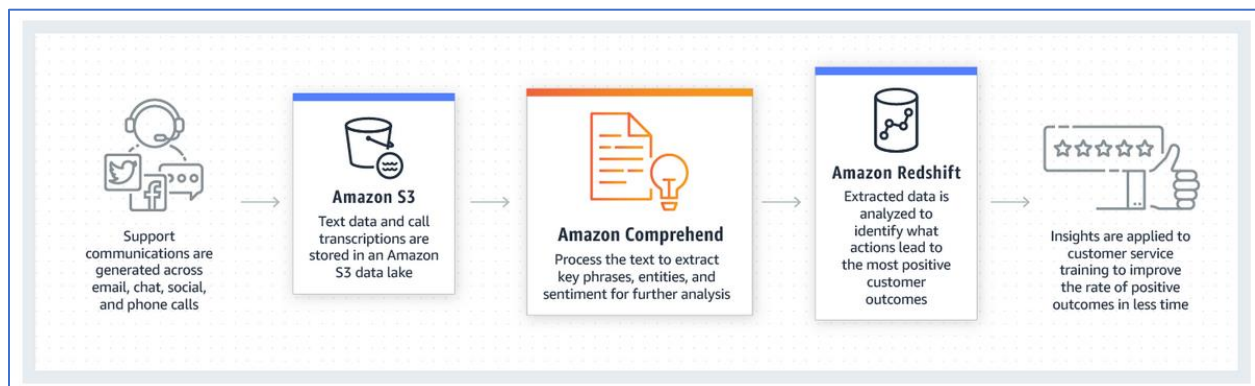 Support
communications are
generated across
email, chat, social,
and phone calls
Amazon S3
Text data and call
transcriptions are
stored in an Amazon
S3 data lake
Amazon Comprehend
Process the text to extract
key phrases, entities, and
sentiment for further analysis
Amazon Redshift
Extracted data is
analyzed to
identify what
actions lead to
the most positive
customer
outcomes
Insights are applied to
customer service
training to improve
the rate of positive
outcomes in less time